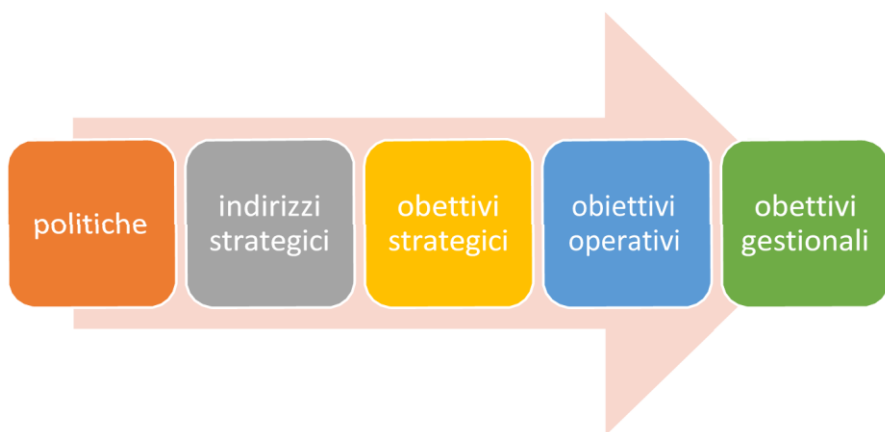 politiche
indirizzi
strategici
obettivi
strategici
obiettivi
operativi
obettivi
gestionali